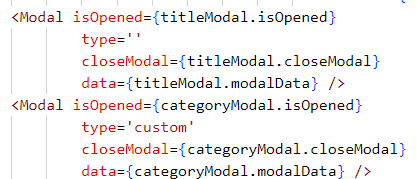 <Modal isOpened={titleModal.isOpened}
type=''
closeModal={titleModal.closeModal}
data={titleModal.modalData} />
<Modal isOpened={categoryModal.isOpened}
type='custom'
closeModal={categoryModal.closeModal}
data={categoryModal.modalData} />